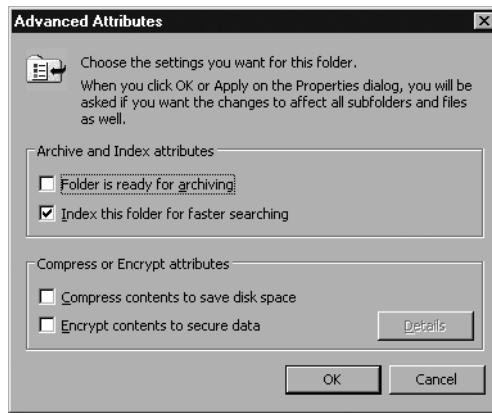 Advanced Attributes
Choose the settings you want for this folder.
When you click OK or Apply on the Properties dialog, you will be
asked if you want the changes to affect all subfolders and files
as well.
Archive and Index attributes
Folder is ready for archiving
Index this folder for faster searching
Compress or Encrypt attributes
Compress contents to save disk space
Encrypt contents to secure data
Details
OK
Cancel